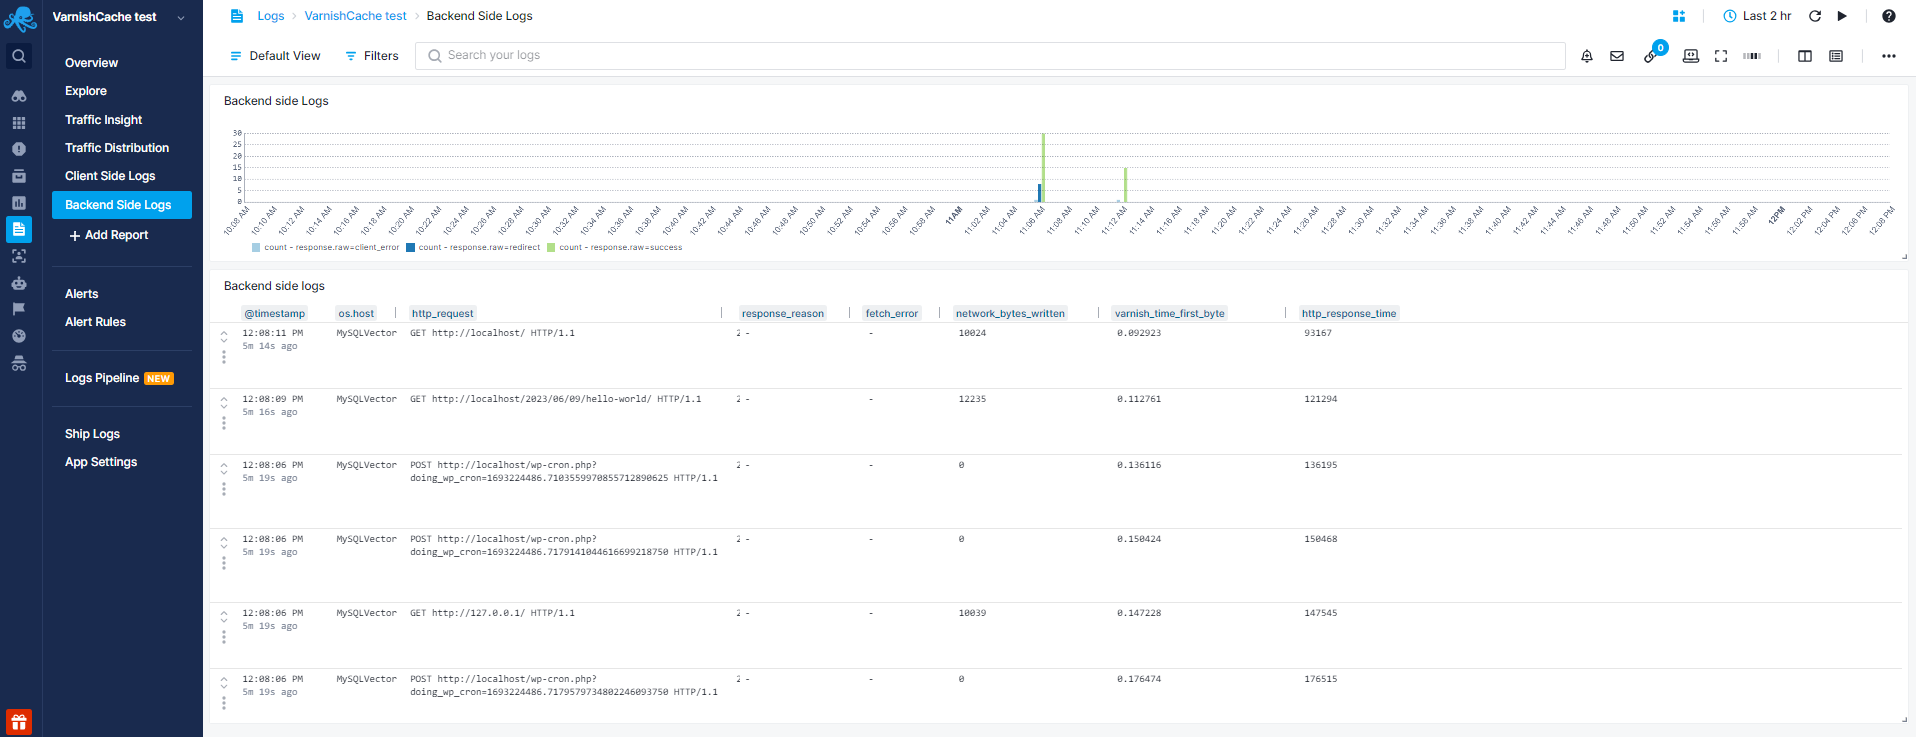 VarnishCache test
Logs > VarnishCache test > Backend Side Logs
Last 2 hr
Default View
Filters
Search your logs
0
Overview
Explore
Traffic Insight
Traffic Distribution
Client Side Logs
Backend Side Logs
+ Add Report
Alerts
Alert Rules
Logs Pipeline NEW
Ship Logs
App Settings
Backend side Logs
30
25
20
15
10
5
0
10:08 AM 10:10 AM 10:12 AM 10:14 AM 10:16 AM 10:18 AM 10:20 AM 10:22 AM 10:24 AM 10:26 AM 10:28 AM 10:30 AM 10:32 AM 10:34 AM 10:36 AM 10:38 AM 10:40 AM 10:42 AM 10:44 AM 10:46 AM 10:48 AM 10:50 AM 10:52 AM 10:54 AM 10:56 AM 10:58 AM 11AM 11:02 AM 11:04 AM 11:06 AM 11:08 AM 11:10 AM 11:12 AM 11:14 AM 11:16 AM 11:18 AM 11:20 AM 11:22 AM 11:24 AM 11:26 AM 11:28 AM 11:30 AM 11:32 AM 11:34 AM 11:36 AM 11:38 AM 11:40 AM 11:42 AM 11:44 AM 11:46 AM 11:48 AM 11:50 AM 11:52 AM 11:54 AM 11:56 AM 11:58 AM 12PM 12:02 PM 12:04 PM 12:06 PM 12:08 PM
count - response.raw=client_error count - response.raw=redirect count - response.raw=success
Backend side logs
@timestamp os.host http_request response_reason fetch_error network_bytes_written varnish_time_first_byte http_response_time
12:08:11 PM MySQLVector GET http://localhost/ HTTP/1.1 2 - - 10024 0.092923 93167
5m 14s ago
12:08:09 PM MySQLVector GET http://localhost/2023/06/09/hello-world/ HTTP/1.1 2 - - 12235 0.112761 121294
5m 16s ago
12:08:06 PM MySQLVector POST http://localhost/wp-cron.php? 2 - - 0 0.136116 136195
5m 19s ago doing_wp_cron=1693224486.7103559970855712890625 HTTP/1.1
12:08:06 PM MySQLVector POST http://localhost/wp-cron.php? 2 - - 0 0.150424 150468
5m 19s ago doing_wp_cron=1693224486.7179141044616699218750 HTTP/1.1
12:08:06 PM MySQLVector GET http://127.0.0.1/ HTTP/1.1 2 - - 10039 0.147228 147545
5m 19s ago
12:08:06 PM MySQLVector POST http://localhost/wp-cron.php? 2 - - 0 0.176474 176515
5m 19s ago doing_wp_cron=1693224486.7179579734802246093750 HTTP/1.1